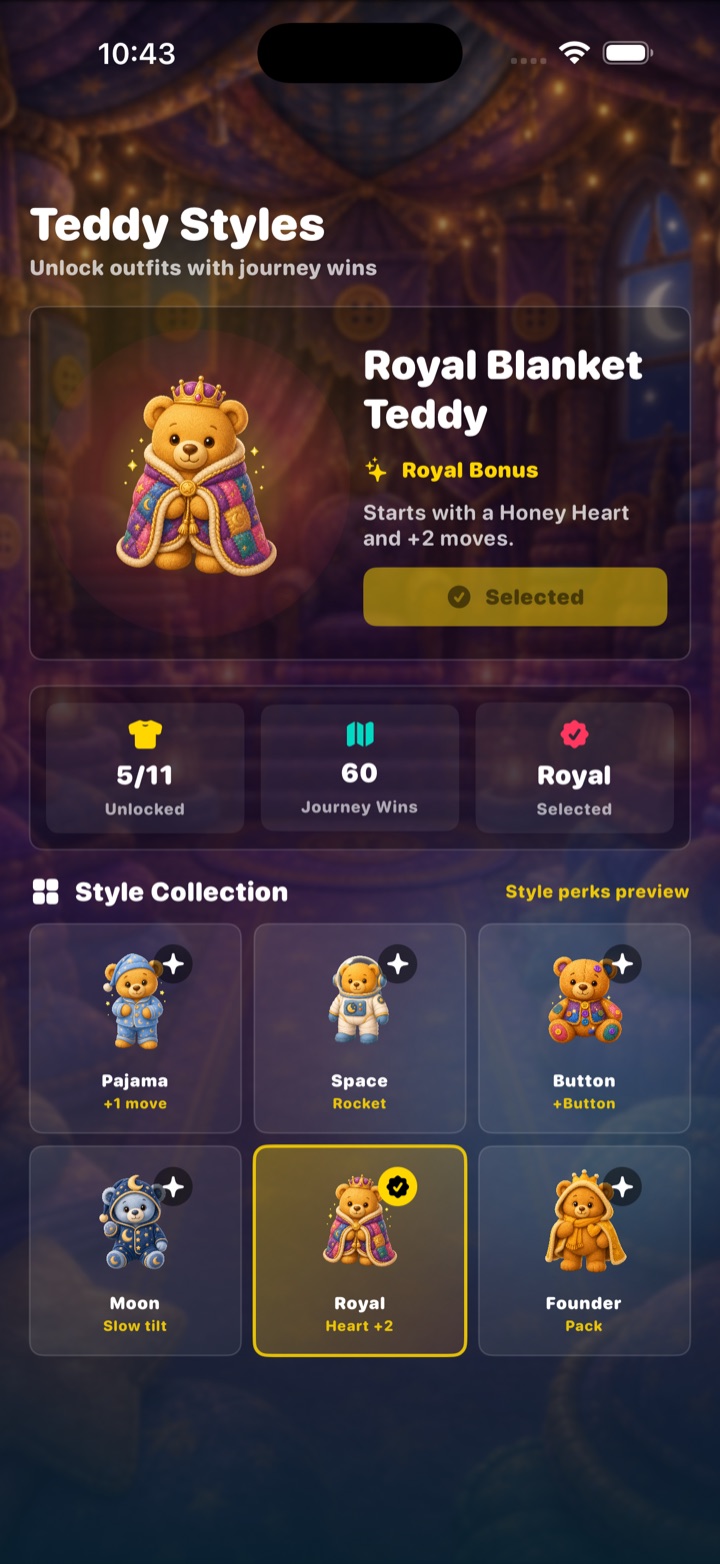 10:43
Teddy Styles
Unlock outfits with journey wins
Royal Blanket
Teddy
Royal Bonus
Starts with a Honey Heart
and +2 moves.
Selected
5/11
Unlocked
60
Journey Wins
Royal
Selected
Style Collection
Style perks preview
Pajama
+1 move
Space
Rocket
Button
+Button
Moon
Slow tilt
Royal
Heart +2
Founder
Pack